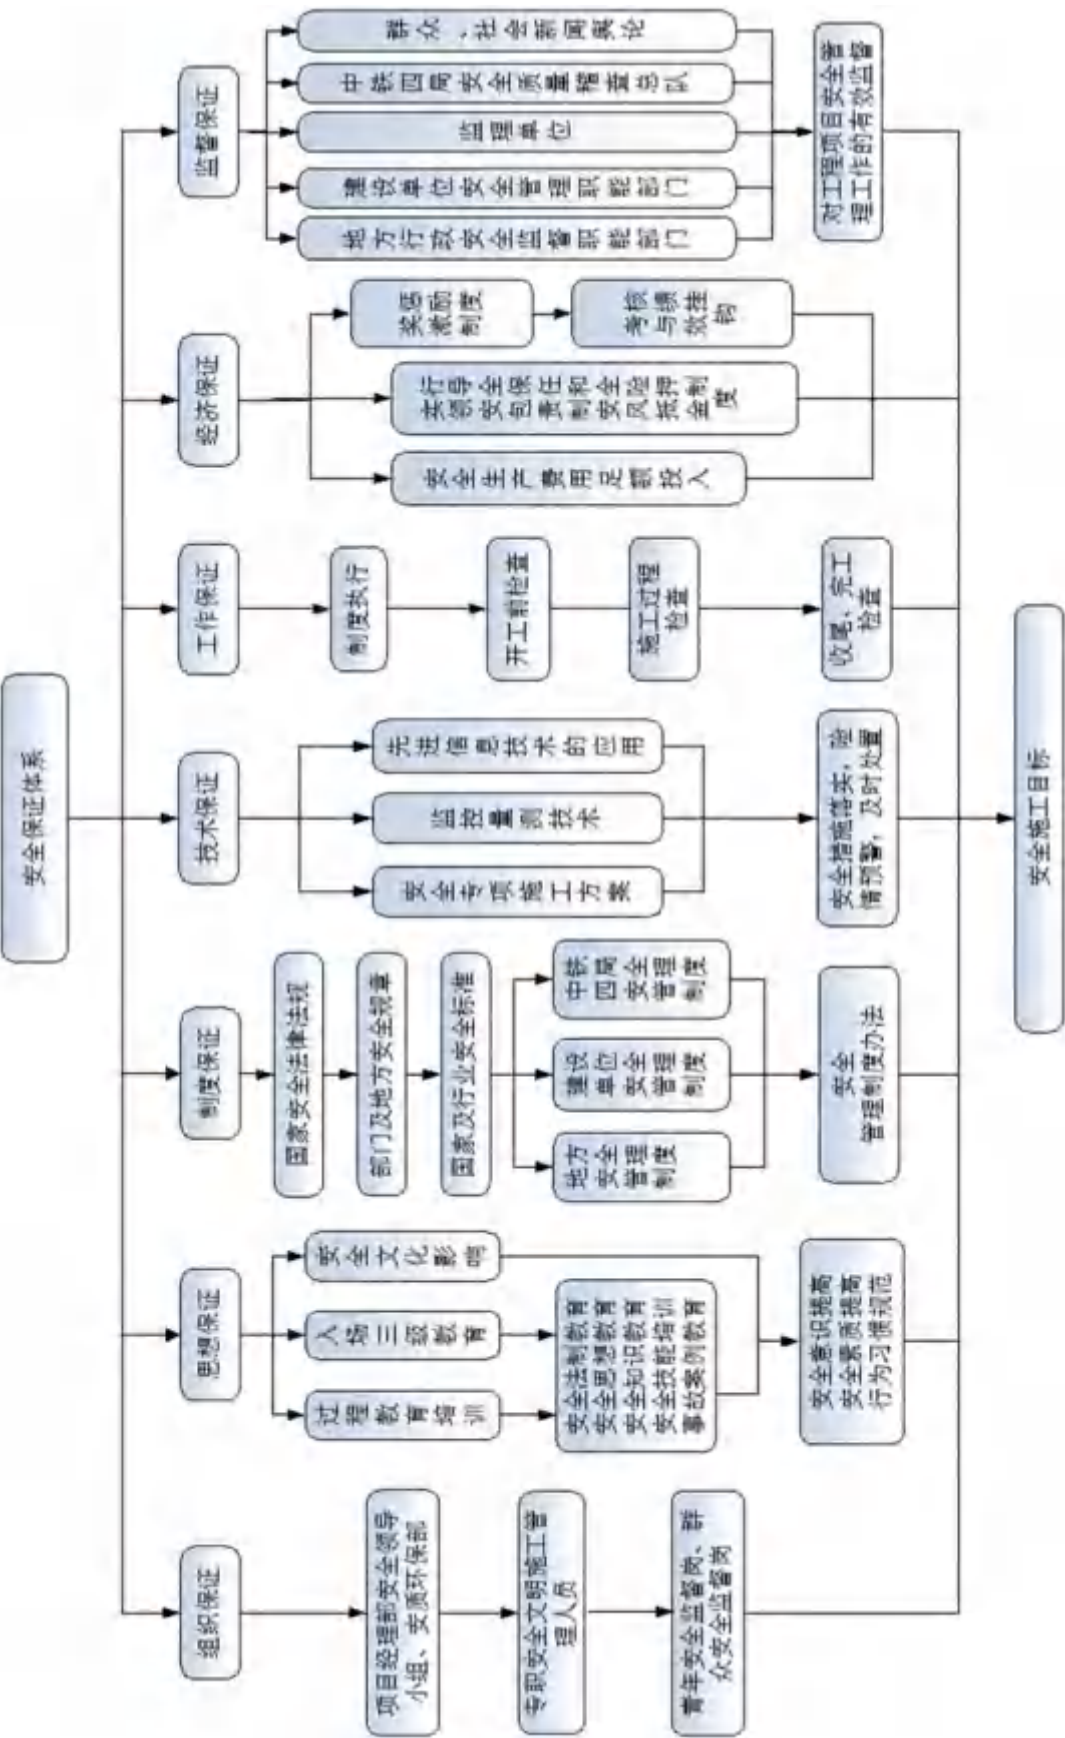 安全保证体系
组织保证
思想保证
制度保证
技术保证
工作保证
经济保证
监督保证
项目经理部安全领导
小组、安质环保部
专职安全文明施工管
理人员
青年安全监督岗、群
众安全监督岗
过程教育培训
入场三级教育
安全文化影响
安全法制教育
安全思想教育
安全知识教育
安全技能培训
事故案例教育
安全意识提高
安全素质提高
行为习惯规范
国家安全法律法规
部门及地方安全规章
国家及行业安全标准
地方
安全
管理
制度
建设
单位
安全
管理
制度
中铁
四局
安全
管理
制度
安全
管理制度办法
安全专项施工方案
监控量测技术
先进信息技术的应用
安全措施落实，险
情预警，及时处置
制度执行
开工前检查
施工过程
检查
收尾、完工
检查
安全生产费用足额投入
实行
领导
安全
包保
责任
制和
安全
风险
抵押
金制
度
奖惩
激励
制度
考核
与绩
效挂
钩
地方行政安全监督职能部门
建设单位安全管理职能部门
监理单位
中铁四局安全质量稽查总队
群众、社会新闻舆论
对工程项目安全管
理工作的有效监督
安全施工目标